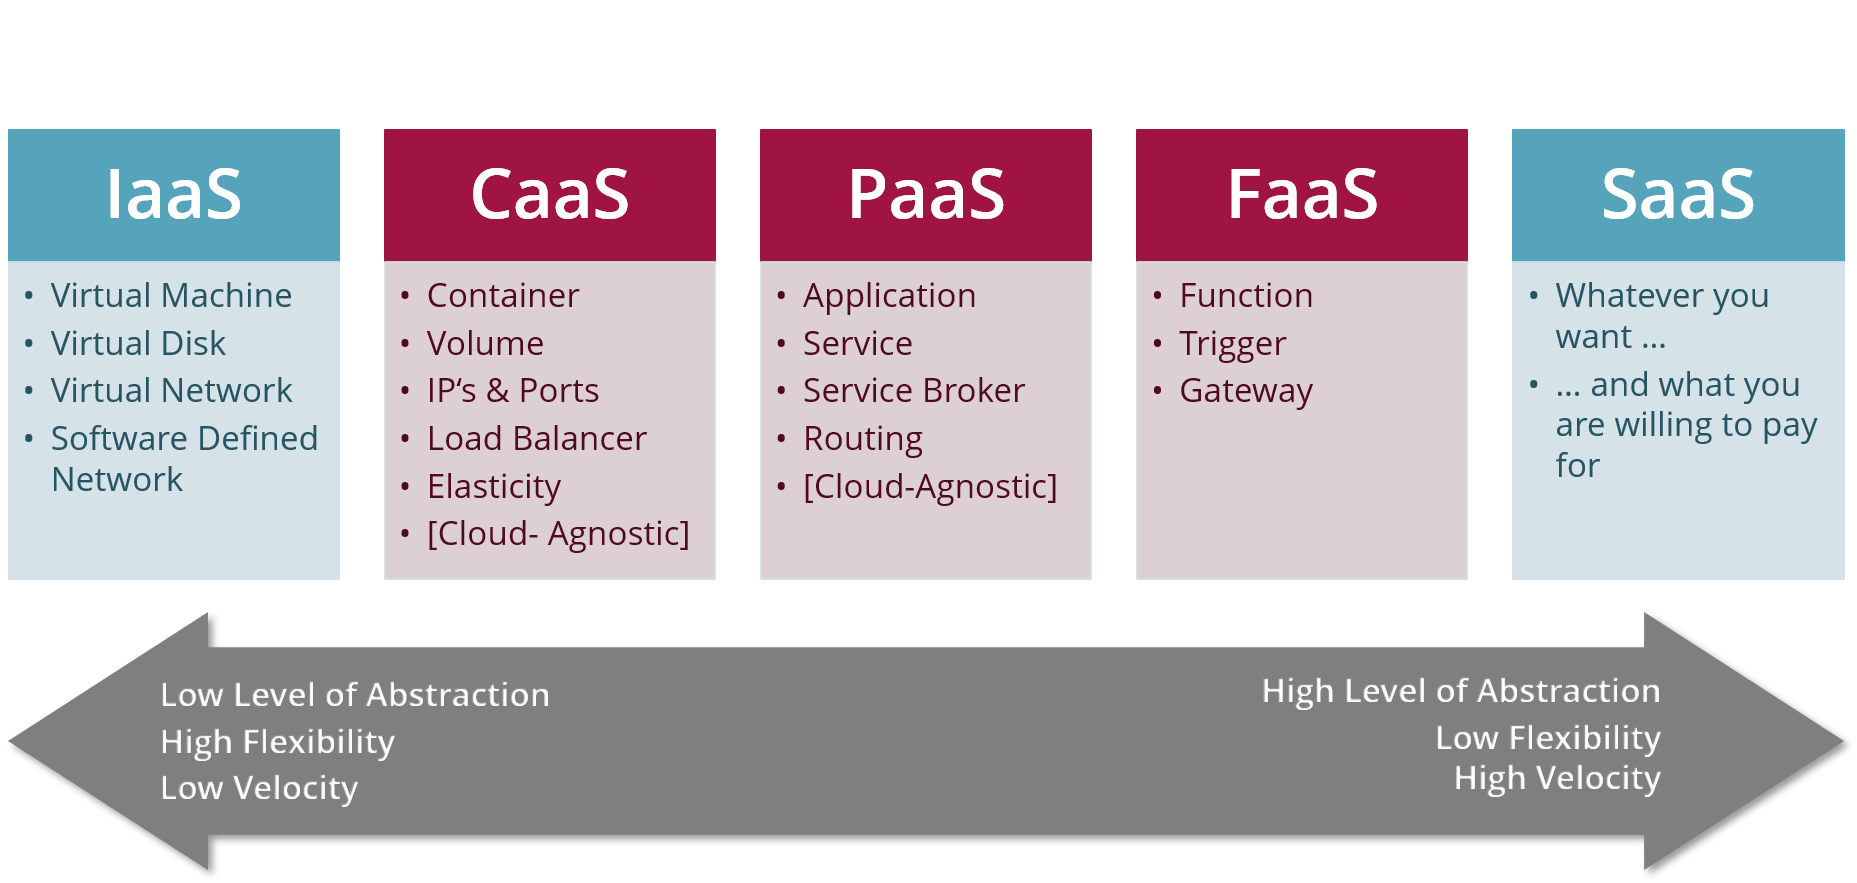 IaaS
• Virtual Machine
• Virtual Disk
• Virtual Network
• Software Defined
Network
CaaS
• Container
• Volume
• IP‘s & Ports
• Load Balancer
• Elasticity
• [Cloud- Agnostic]
PaaS
• Application
• Service
• Service Broker
• Routing
• [Cloud-Agnostic]
FaaS
• Function
• Trigger
• Gateway
SaaS
• Whatever you
want ...
• ... and what you
are willing to pay
for
Low Level of Abstraction
High Flexibility
Low Velocity
High Level of Abstraction
Low Flexibility
High Velocity